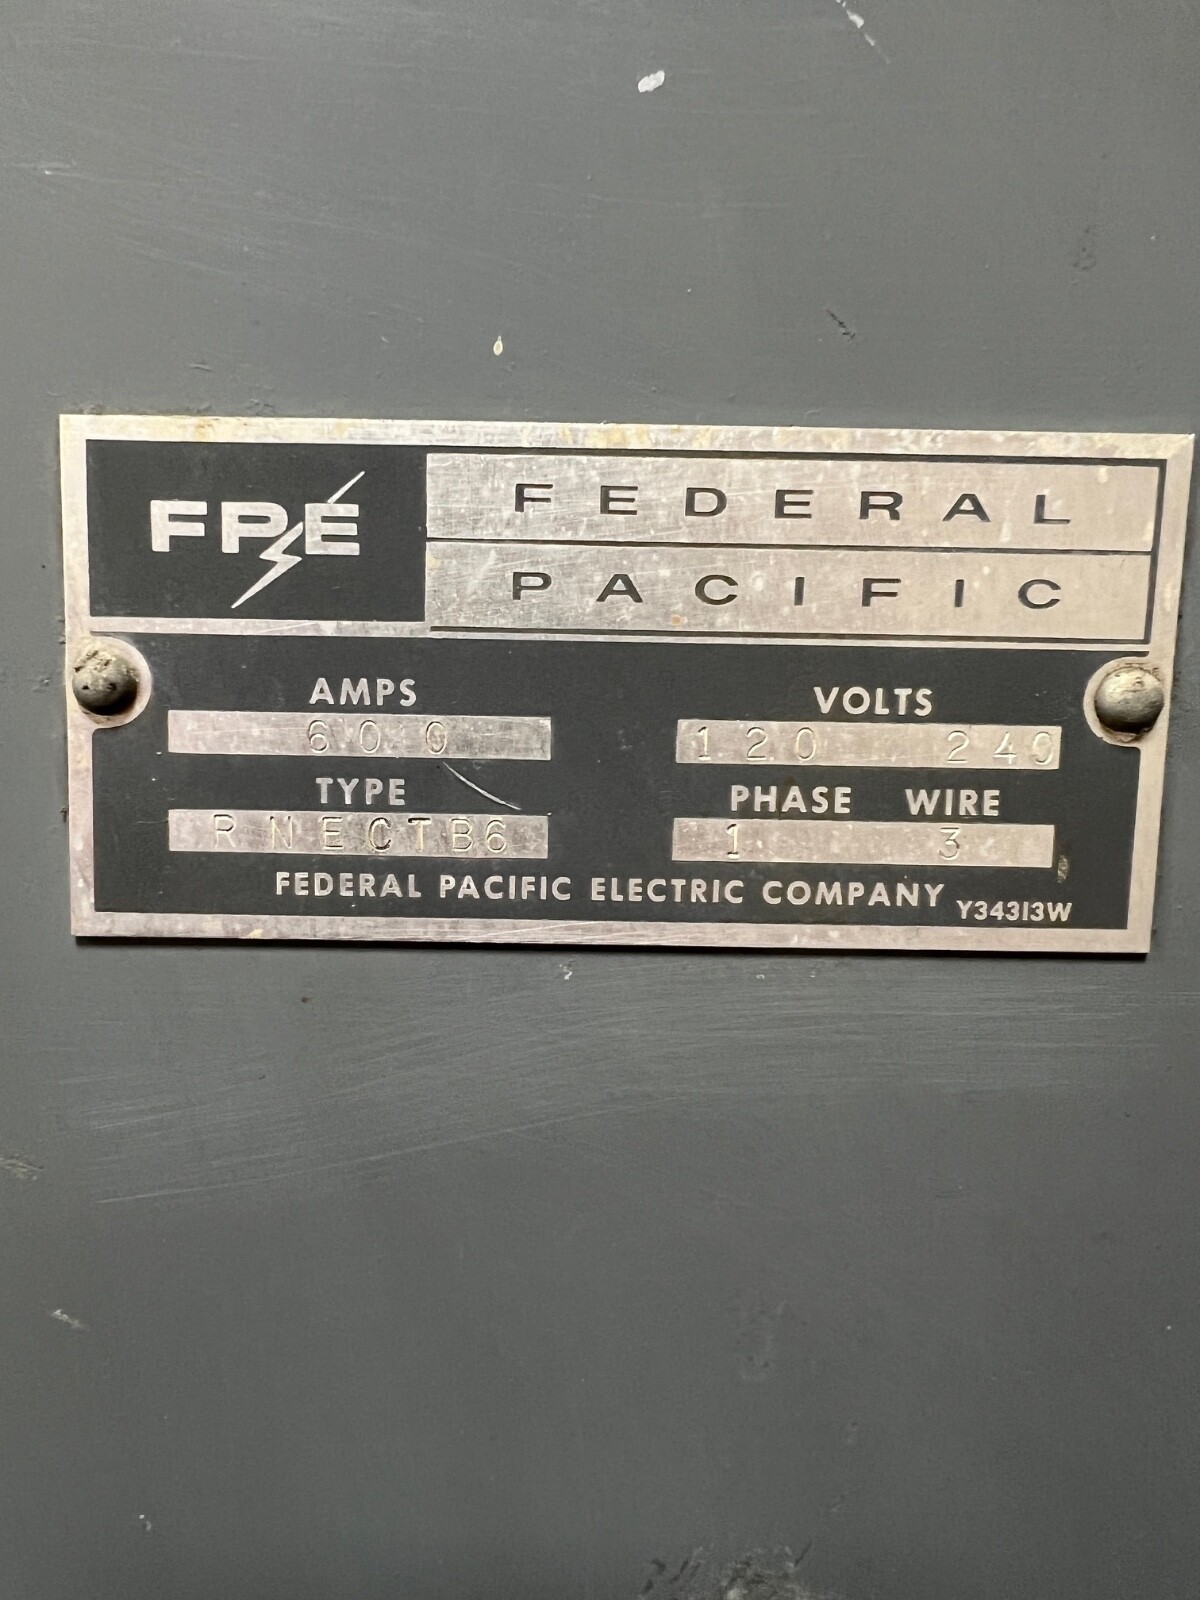 FPE
FEDERAL
PACIFIC
AMPS VOLTS
600 120 240
TYPE PHASE WIRE
RNECTB6 1 3
FEDERAL PACIFIC ELECTRIC COMPANY Y34313W